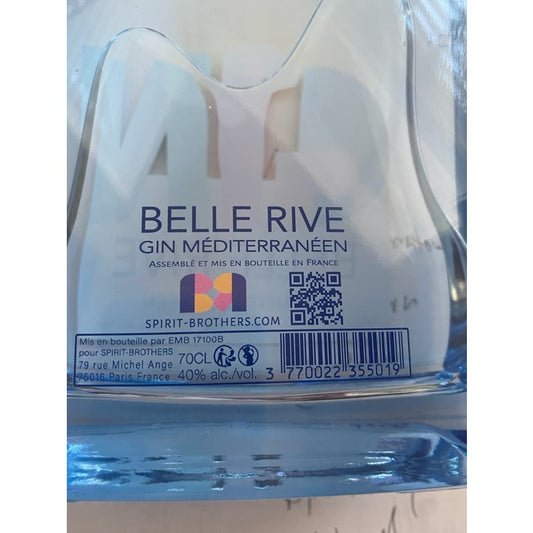 BELLE RIVE
GIN MÉDITERRANÉEN
ASSEMBLÉ ET MIS EN BOUTEILLE EN FRANCE
SPIRIT-BROTHERS.COM
Mis en bouteille par EMB 17100B
pour SPIRIT-BROTHERS
79 rue Michel Ange
75016 Paris France
70CL
40% alc./vol.
3 770022 355019